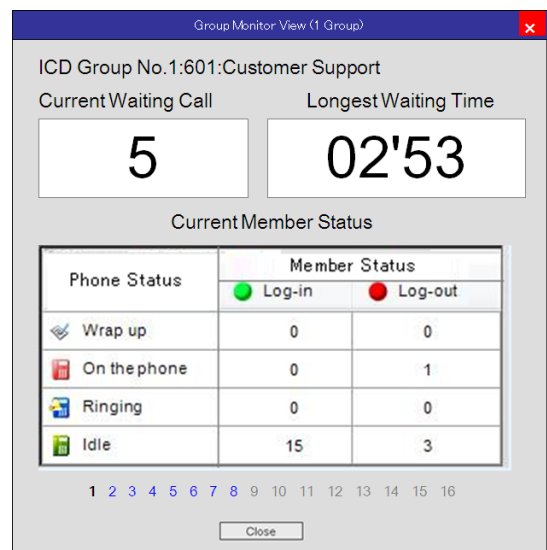 Group Monitor View (1 Group)
×
ICD Group No.1:601:Customer Support
Current Waiting Call Longest Waiting Time
5 02'53
Current Member Status
Phone Status Member Status
Log-in Log-out
Wrap up 0 0
On the phone 0 1
Ringing 0 0
Idle 15 3
1 2 3 4 5 6 7 8 9 10 11 12 13 14 15 16
Close